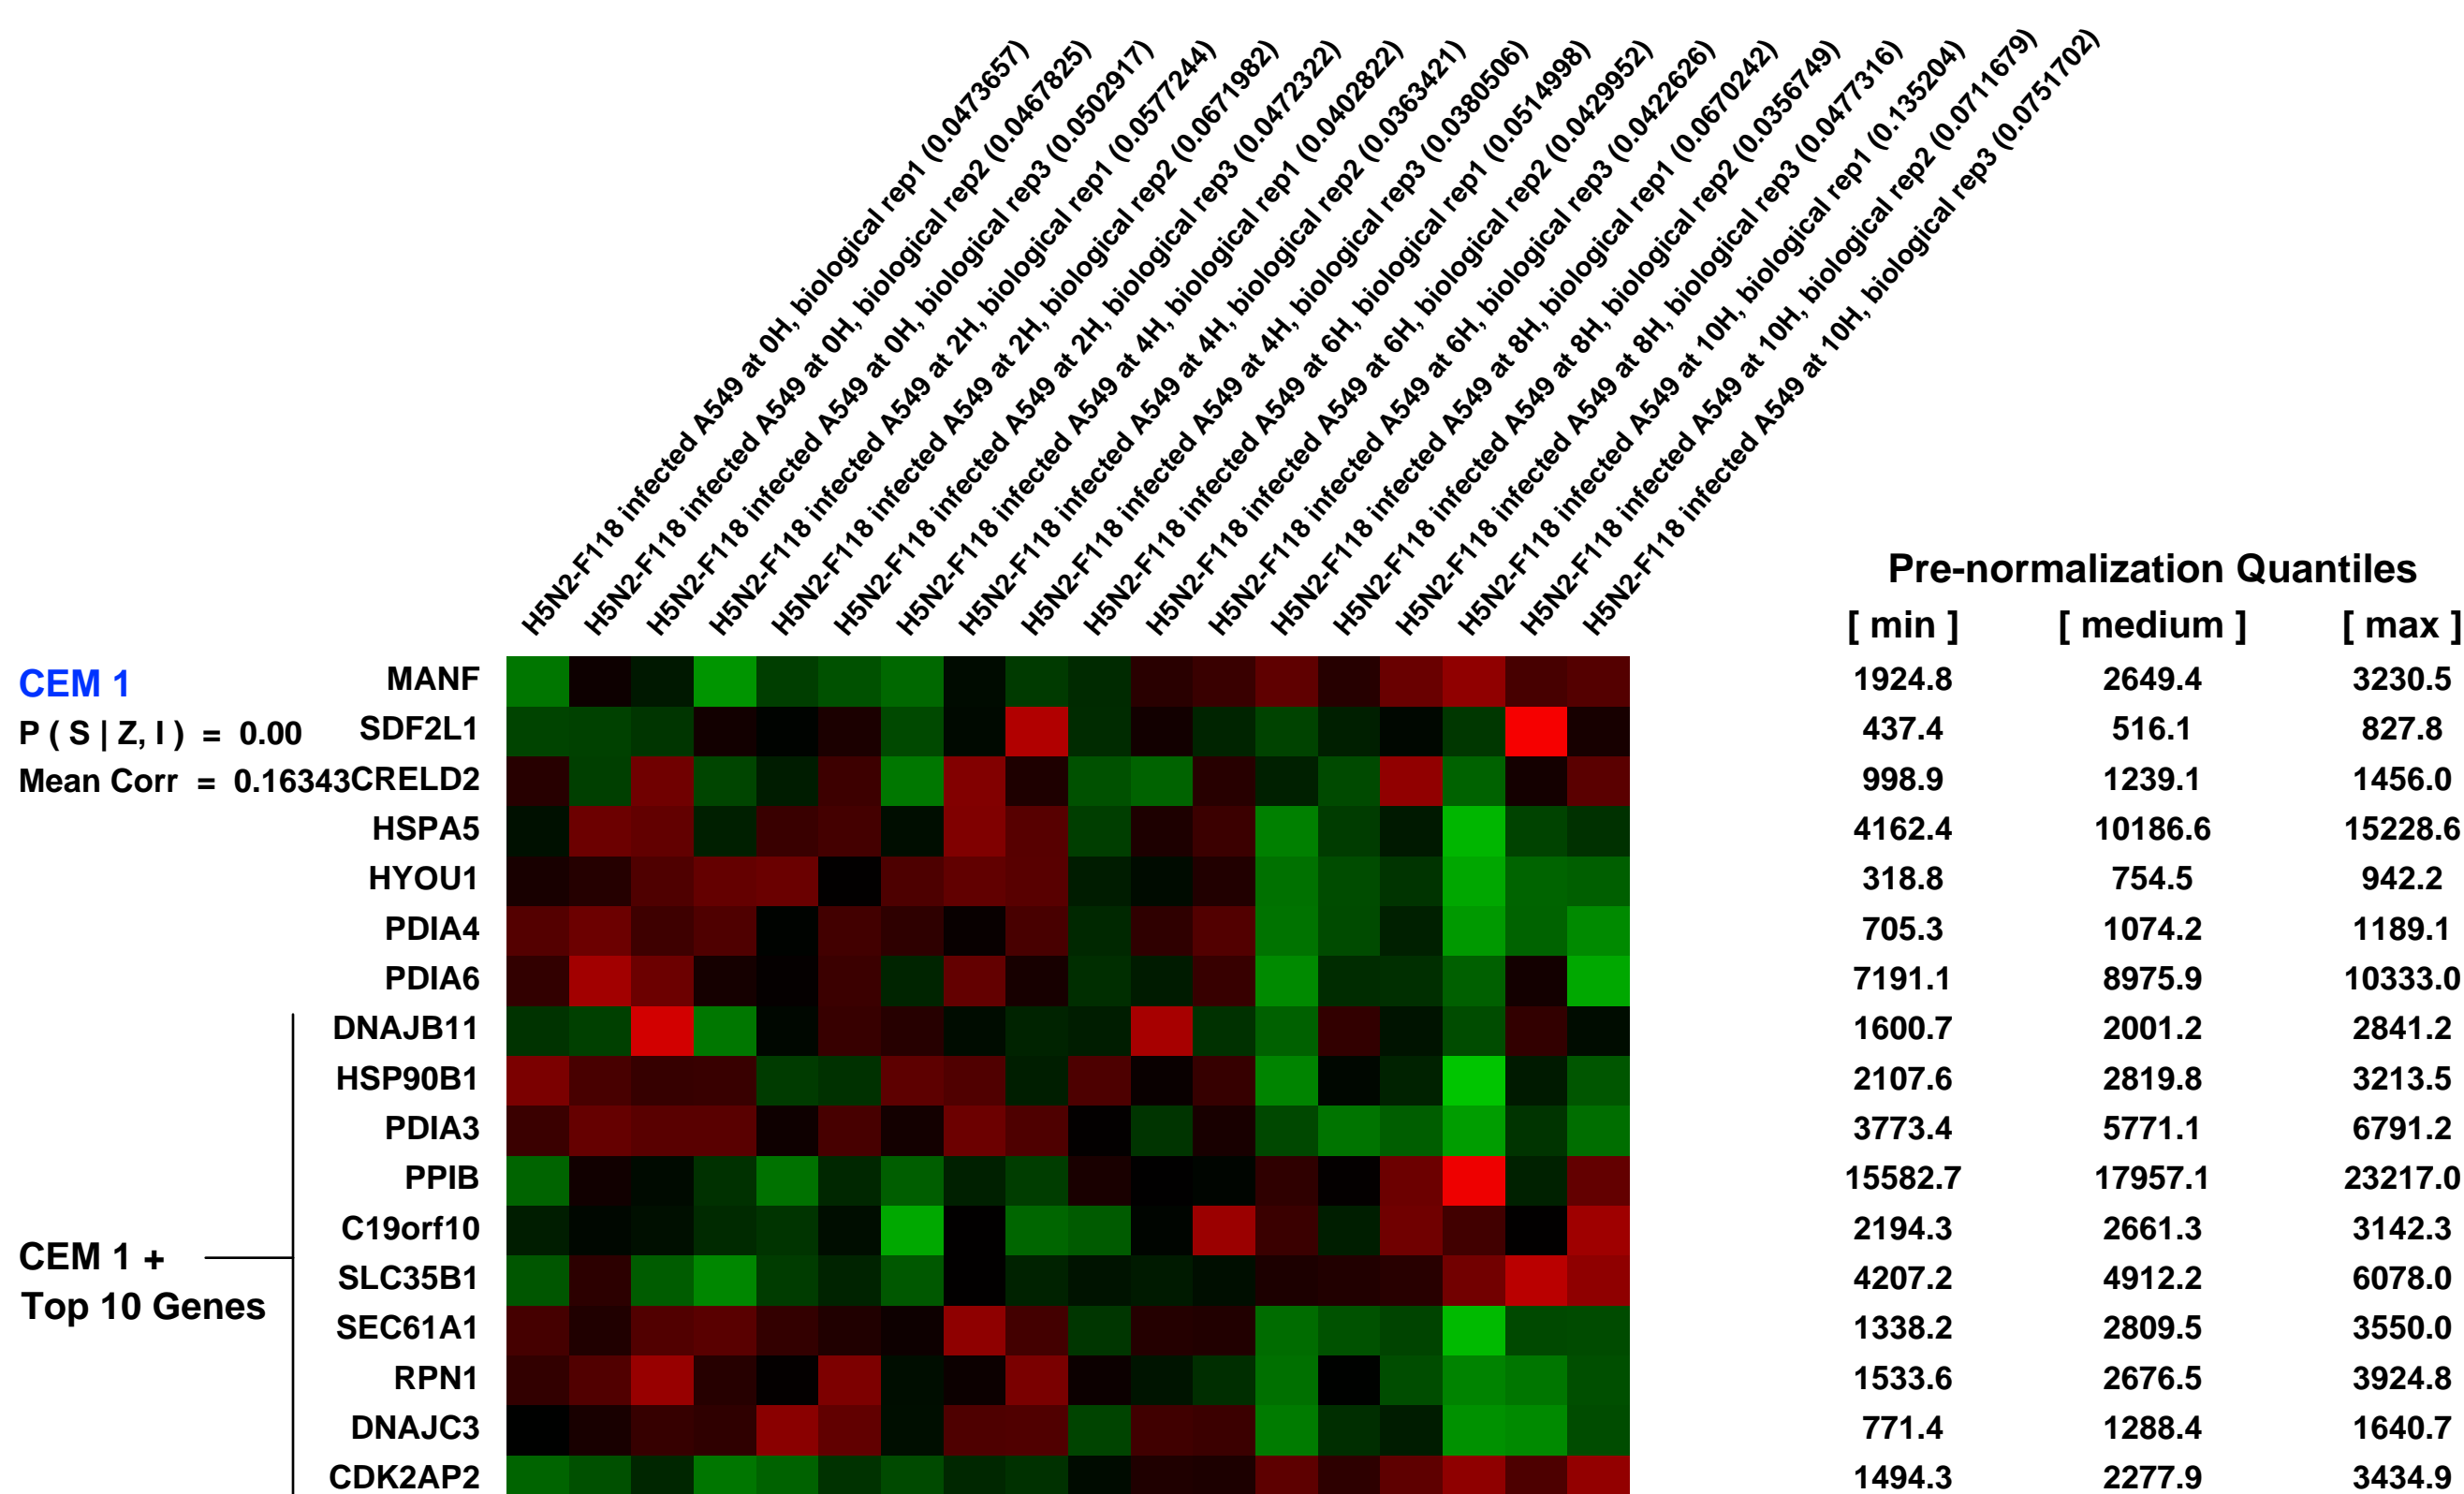 H5N2-F118 infected A549 at 0H, biological rep1 (0.0473657)
H5N2-F118 infected A549 at 0H, biological rep2 (0.0467825)
H5N2-F118 infected A549 at 0H, biological rep3 (0.0502917)
H5N2-F118 infected A549 at 2H, biological rep1 (0.0577244)
H5N2-F118 infected A549 at 2H, biological rep2 (0.0671982)
H5N2-F118 infected A549 at 2H, biological rep3 (0.0472322)
H5N2-F118 infected A549 at 4H, biological rep1 (0.0402822)
H5N2-F118 infected A549 at 4H, biological rep2 (0.0363421)
H5N2-F118 infected A549 at 4H, biological rep3 (0.0380506)
H5N2-F118 infected A549 at 6H, biological rep1 (0.0514998)
H5N2-F118 infected A549 at 6H, biological rep2 (0.0429952)
H5N2-F118 infected A549 at 6H, biological rep3 (0.0422626)
H5N2-F118 infected A549 at 8H, biological rep1 (0.0670242)
H5N2-F118 infected A549 at 8H, biological rep2 (0.0356749)
H5N2-F118 infected A549 at 8H, biological rep3 (0.0477316)
H5N2-F118 infected A549 at 10H, biological rep1 (0.135204)
H5N2-F118 infected A549 at 10H, biological rep2 (0.0711679)
H5N2-F118 infected A549 at 10H, biological rep3 (0.0751702)
Pre-normalization Quantiles
[ min ] [ medium ] [ max ]
CEM 1 MANF 1924.8 2649.4 3230.5
P ( S | Z, I ) = 0.00 SDF2L1 437.4 516.1 827.8
Mean Corr = 0.16343 CRELD2 998.9 1239.1 1456.0
HSPA5 4162.4 10186.6 15228.6
HYOU1 318.8 754.5 942.2
PDIA4 705.3 1074.2 1189.1
PDIA6 7191.1 8975.9 10333.0
DNAJB11 1600.7 2001.2 2841.2
HSP90B1 2107.6 2819.8 3213.5
PDIA3 3773.4 5771.1 6791.2
PPIB 15582.7 17957.1 23217.0
C19orf10 2194.3 2661.3 3142.3
CEM 1 +
SLC35B1 4207.2 4912.2 6078.0
Top 10 Genes
SEC61A1 1338.2 2809.5 3550.0
RPN1 1533.6 2676.5 3924.8
DNAJC3 771.4 1288.4 1640.7
CDK2AP2 1494.3 2277.9 3434.9